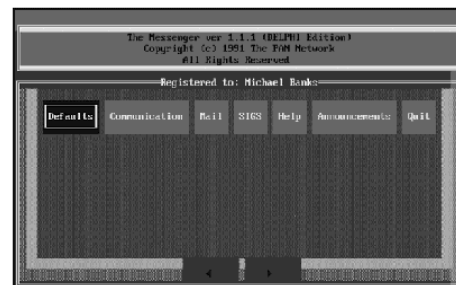 The Messenger ver 1.1.1 (DELPHI Edition)
Copyright (c) 1991 The PAN Network
All Rights Reserved
Registered to: Michael Banks
Defaults Communication Mail SIGS Help Announcements Quit